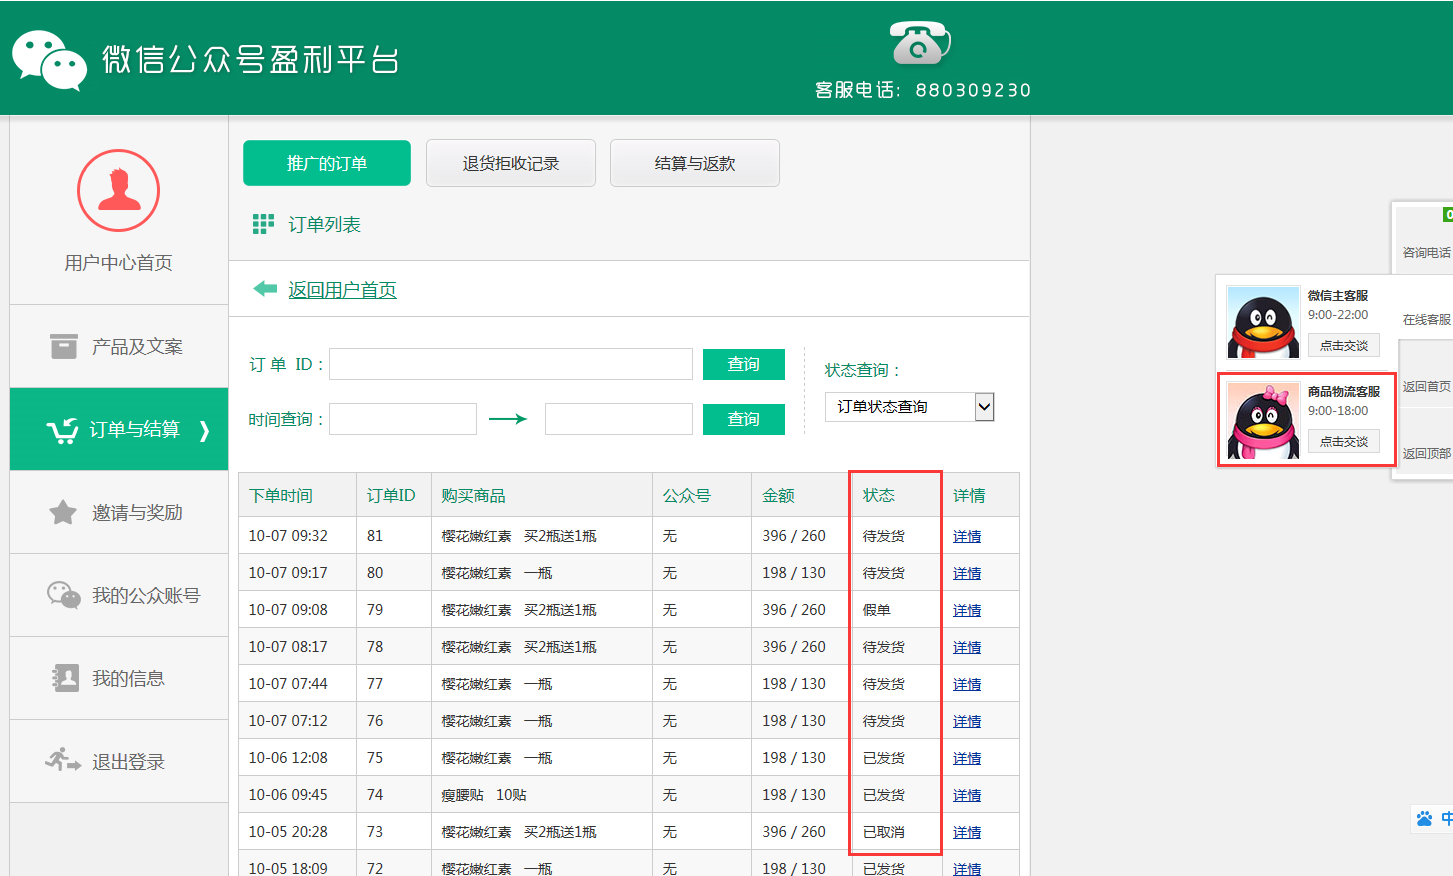 微信公众号盈利平台
客服电话：880309230
用户中心首页
产品及文案
订单与结算
邀请与奖励
我的公众账号
我的信息
退出登录
推广的订单 退货拒收记录 结算与返款
订单列表
返回用户首页
订 单 ID： 查询
时间查询： 查询
状态查询：
订单状态查询
下单时间 订单ID 购买商品 公众号 金额 状态 详情
10-07 09:32 81 樱花嫩红素 买2瓶送1瓶 无 396 / 260 待发货 详情
10-07 09:17 80 樱花嫩红素 一瓶 无 198 / 130 待发货 详情
10-07 09:08 79 樱花嫩红素 买2瓶送1瓶 无 396 / 260 假单 详情
10-07 08:17 78 樱花嫩红素 买2瓶送1瓶 无 396 / 260 待发货 详情
10-07 07:44 77 樱花嫩红素 一瓶 无 198 / 130 待发货 详情
10-07 07:12 76 樱花嫩红素 一瓶 无 198 / 130 待发货 详情
10-06 12:08 75 樱花嫩红素 一瓶 无 198 / 130 已发货 详情
10-06 09:45 74 瘦腰贴 10贴 无 198 / 130 已发货 详情
10-05 20:28 73 樱花嫩红素 买2瓶送1瓶 无 396 / 260 已取消 详情
10-05 18:09 72 樱花嫩红素 一瓶 无 198 / 130 已发货 详情
微信主客服
9:00-22:00
点击交谈
商品物流客服
9:00-18:00
点击交谈
咨询电话
在线客服
返回首页
返回顶部
中